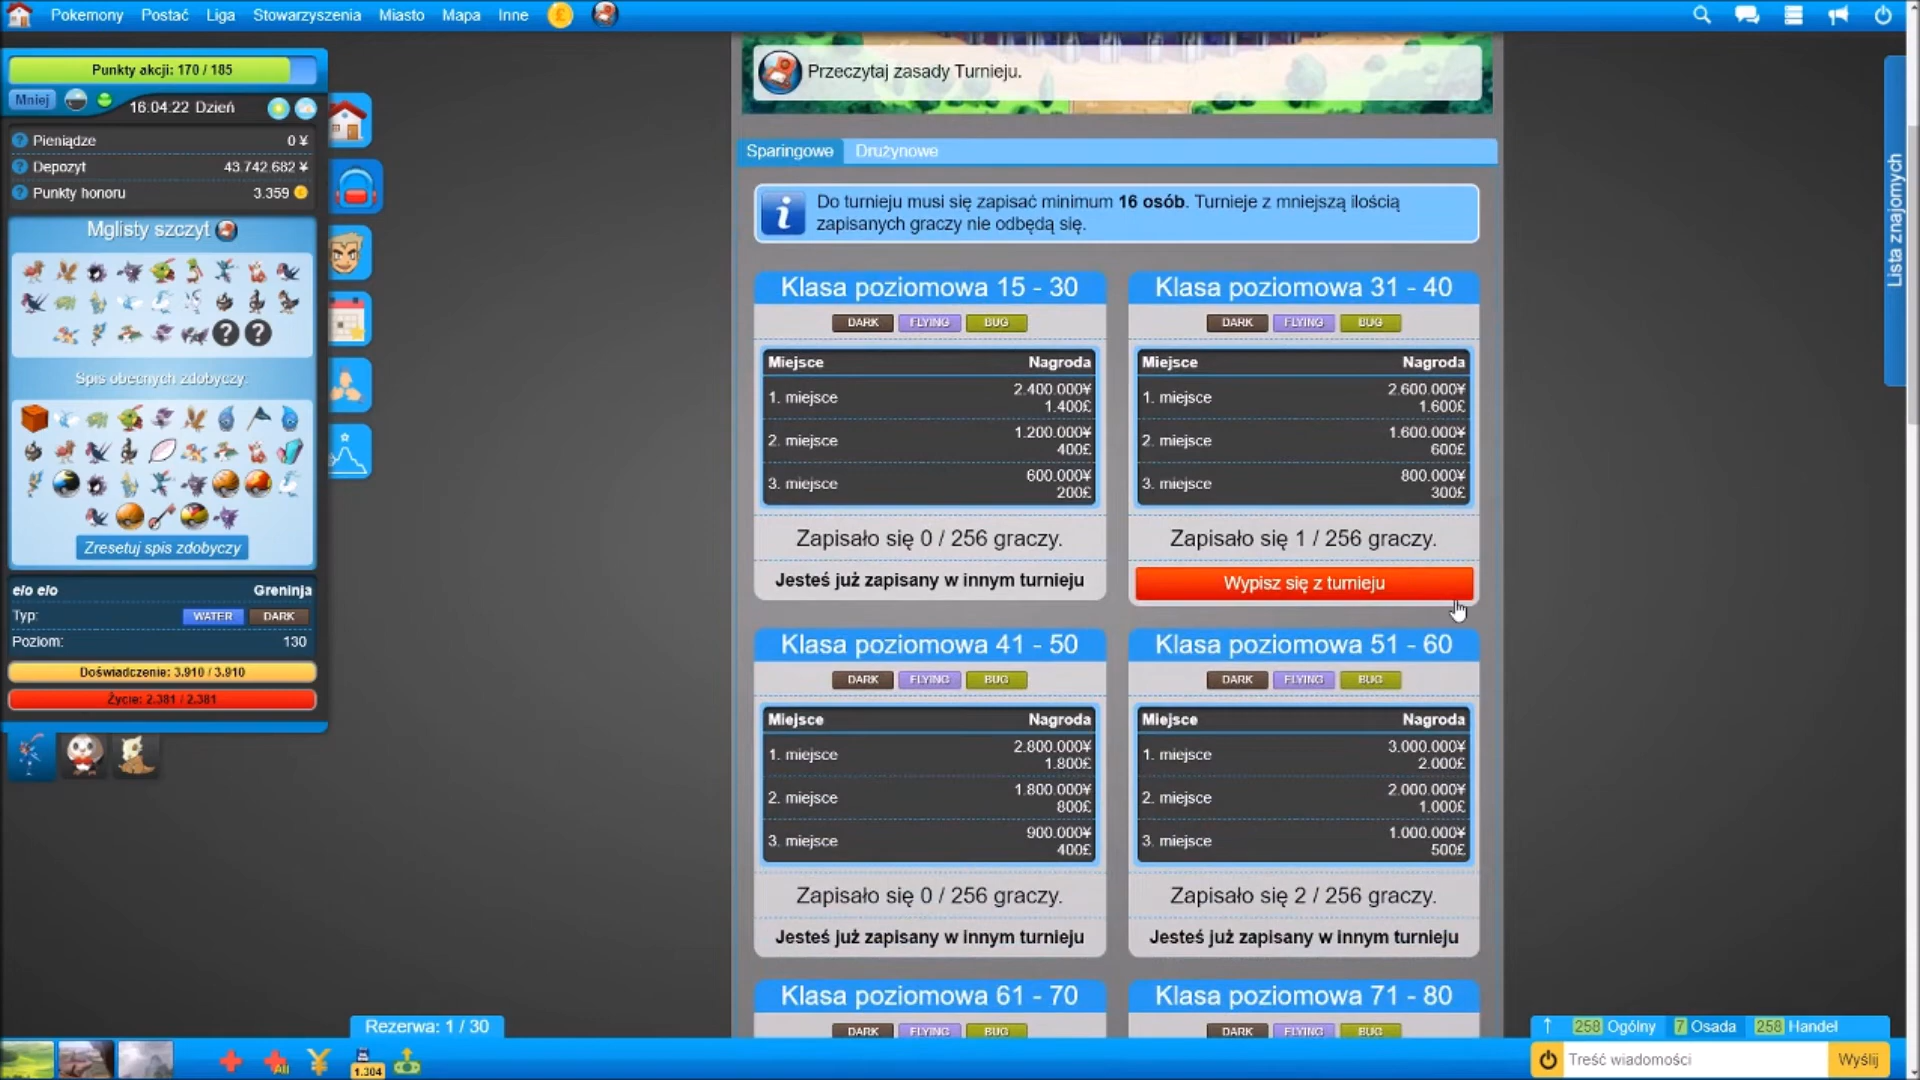 Pokemony Postać Liga Stowarzyszenia Miasto Mapa Inne
Punkty akcji: 170 / 185
Mniej
16.04.22 Dzień
Pieniądze 0 ¥
Depozyt 43.742.682 ¥
Punkty honoru 3.359
Mglisty szczyt
Spis obecnych zdobyczy:
Zresetuj spis zdobyczy
elo elo Greninja
Typ: WATER DARK
Poziom: 130
Doświadczenie: 3.910 / 3.910
Życie: 2.381 / 2.381
Przeczytaj zasady Turnieju.
Sparingowe Drużynowe
Do turnieju musi się zapisać minimum 16 osób. Turnieje z mniejszą ilością
zapisanych graczy nie odbędą się.
Klasa poziomowa 15 - 30
DARK FLYING BUG
Miejsce Nagroda
1. miejsce 2.400.000¥
1.400£
2. miejsce 1.200.000¥
400£
3. miejsce 600.000¥
200£
Zapisało się 0 / 256 graczy.
Jesteś już zapisany w innym turnieju
Klasa poziomowa 31 - 40
DARK FLYING BUG
Miejsce Nagroda
1. miejsce 2.600.000¥
1.600£
2. miejsce 1.600.000¥
600£
3. miejsce 800.000¥
300£
Zapisało się 1 / 256 graczy.
Wypisz się z turnieju
Klasa poziomowa 41 - 50
DARK FLYING BUG
Miejsce Nagroda
1. miejsce 2.800.000¥
1.800£
2. miejsce 1.800.000¥
800£
3. miejsce 900.000¥
400£
Zapisało się 0 / 256 graczy.
Jesteś już zapisany w innym turnieju
Klasa poziomowa 51 - 60
DARK FLYING BUG
Miejsce Nagroda
1. miejsce 3.000.000¥
2.000£
2. miejsce 2.000.000¥
1.000£
3. miejsce 1.000.000¥
500£
Zapisało się 2 / 256 graczy.
Jesteś już zapisany w innym turnieju
Klasa poziomowa 61 - 70
DARK FLYING BUG
Klasa poziomowa 71 - 80
DARK FLYING BUG
Lista znajomych
Rezerwa: 1 / 30
All
1.304
258 Ogólny 7 Osada 258 Handel
Treść wiadomości Wyślij